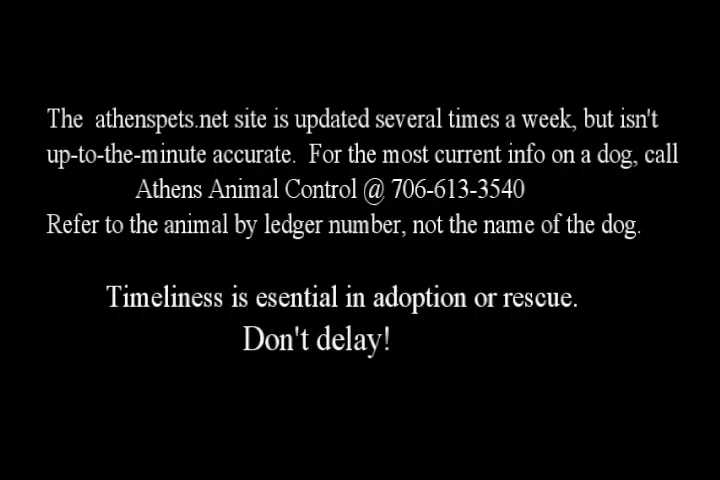 The  athenspets.net site is updated several times a week, but isn't
up-to-the-minute accurate.  For the most current info on a dog, call
Athens Animal Control @ 706-613-3540
Refer to the animal by ledger number, not the name of the dog.
Timeliness is esential in adoption or rescue.
Don't delay!